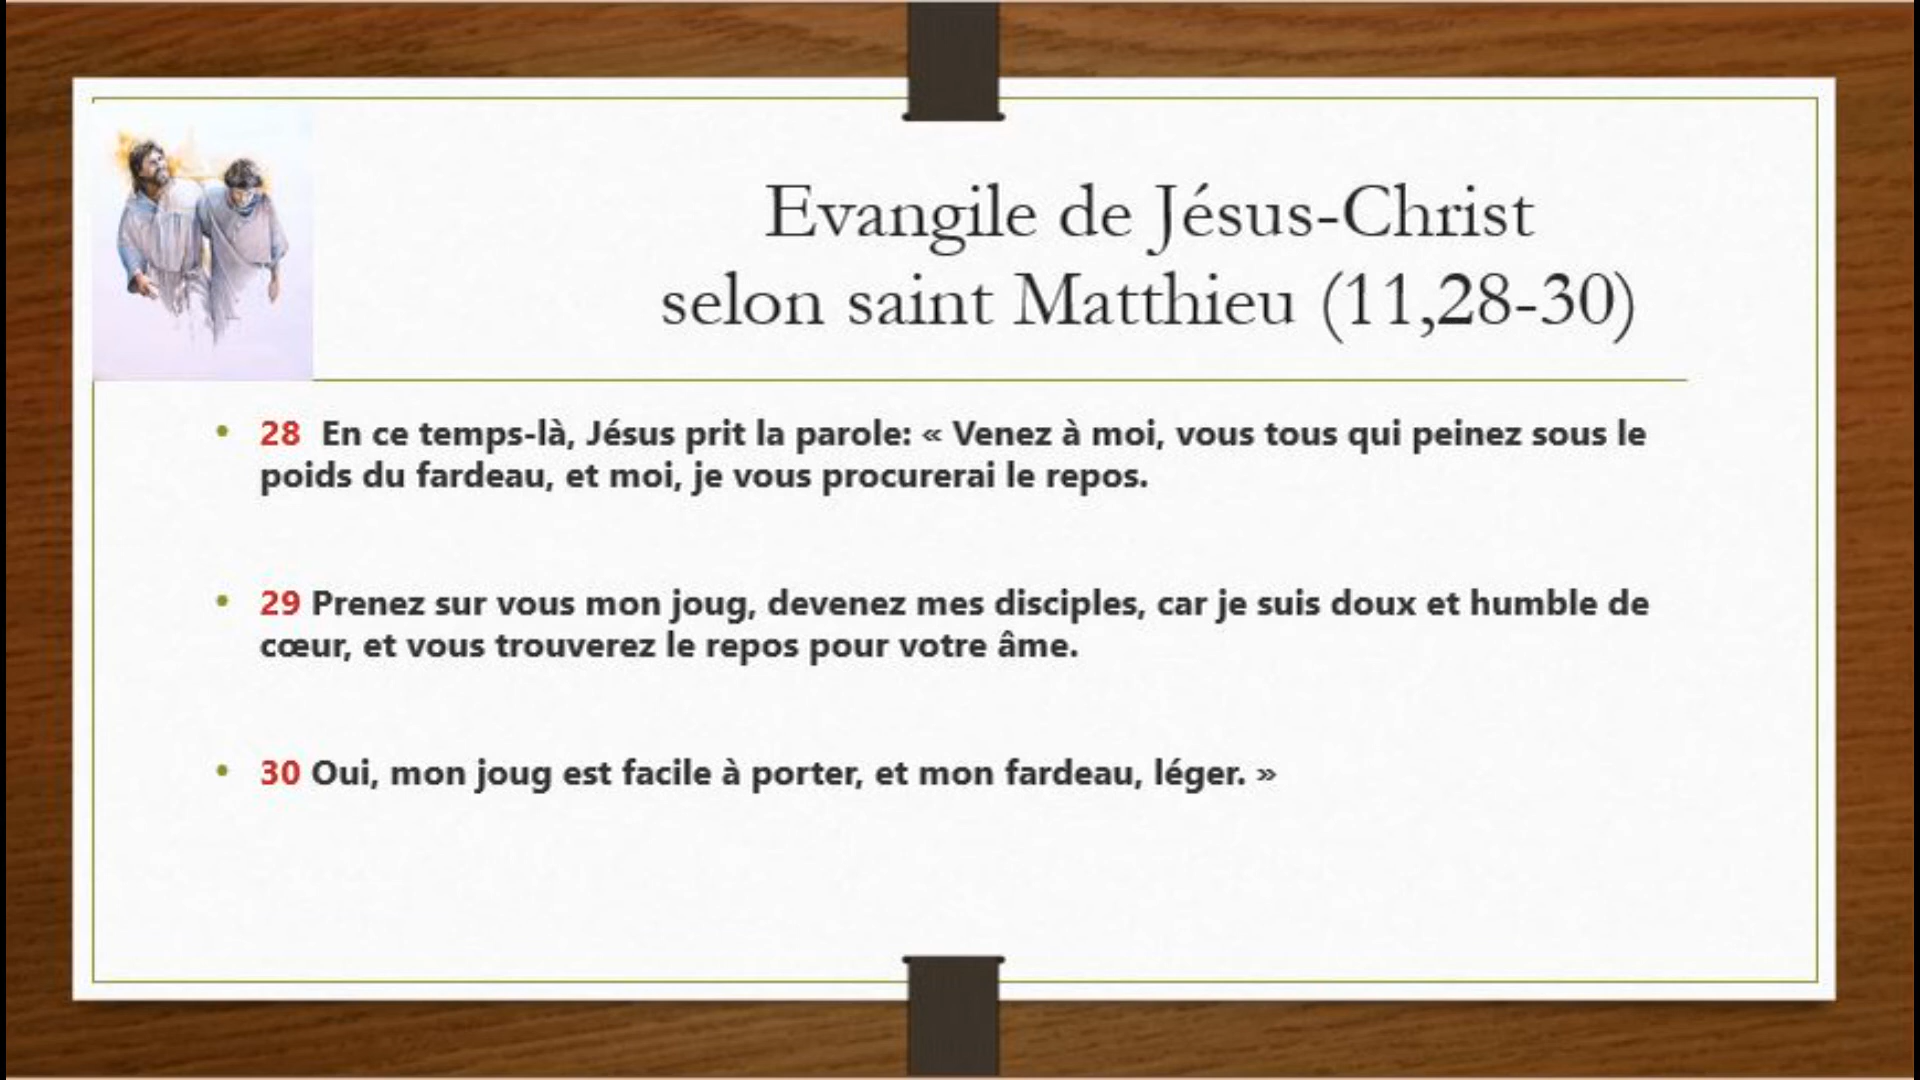 Evangile de Jésus-Christ
selon saint Matthieu (11,28-30)
• 28  En ce temps-là, Jésus prit la parole: « Venez à moi, vous tous qui peinez sous le
poids du fardeau, et moi, je vous procurerai le repos.
• 29 Prenez sur vous mon joug, devenez mes disciples, car je suis doux et humble de
cœur, et vous trouverez le repos pour votre âme.
• 30 Oui, mon joug est facile à porter, et mon fardeau, léger. »